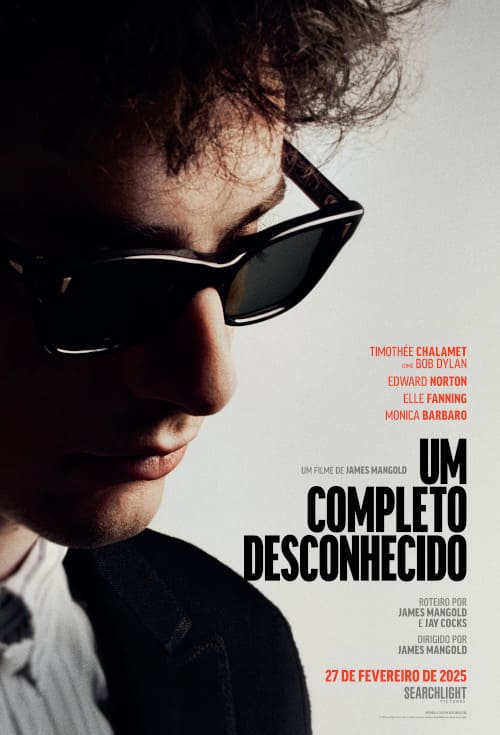 TIMOTHÉE CHALAMET
COMO BOB DYLAN
EDWARD NORTON
ELLE FANNING
MONICA BARBARO
UM FILME DE JAMES MANGOLD
UM
COMPLETO
DESCONHECIDO
ROTEIRO POR
JAMES MANGOLD
E JAY COCKS
DIRIGIDO POR
JAMES MANGOLD
27 DE FEVEREIRO DE 2025
SEARCHLIGHT
PICTURES